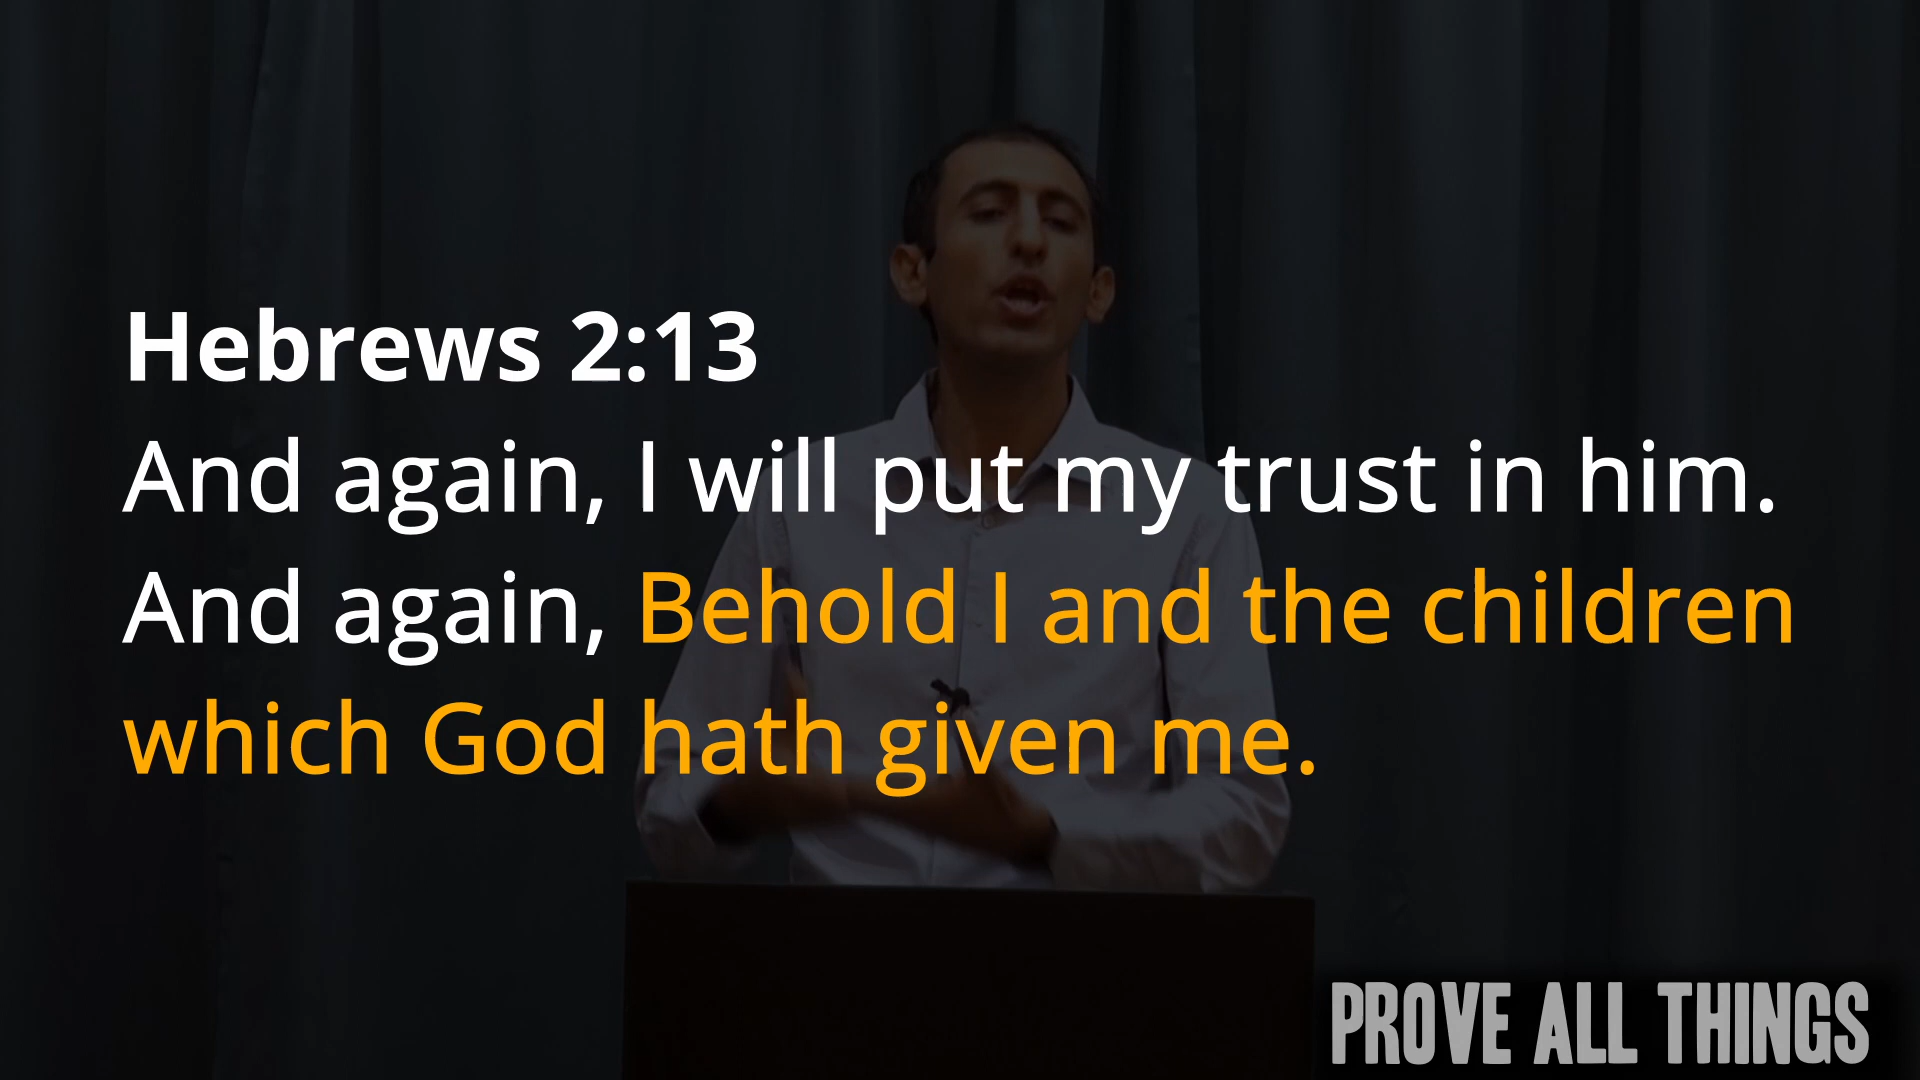 Hebrews 2:13
And again, I will put my trust in him.
And again, Behold I and the children
which God hath given me.
PROVE ALL THINGS